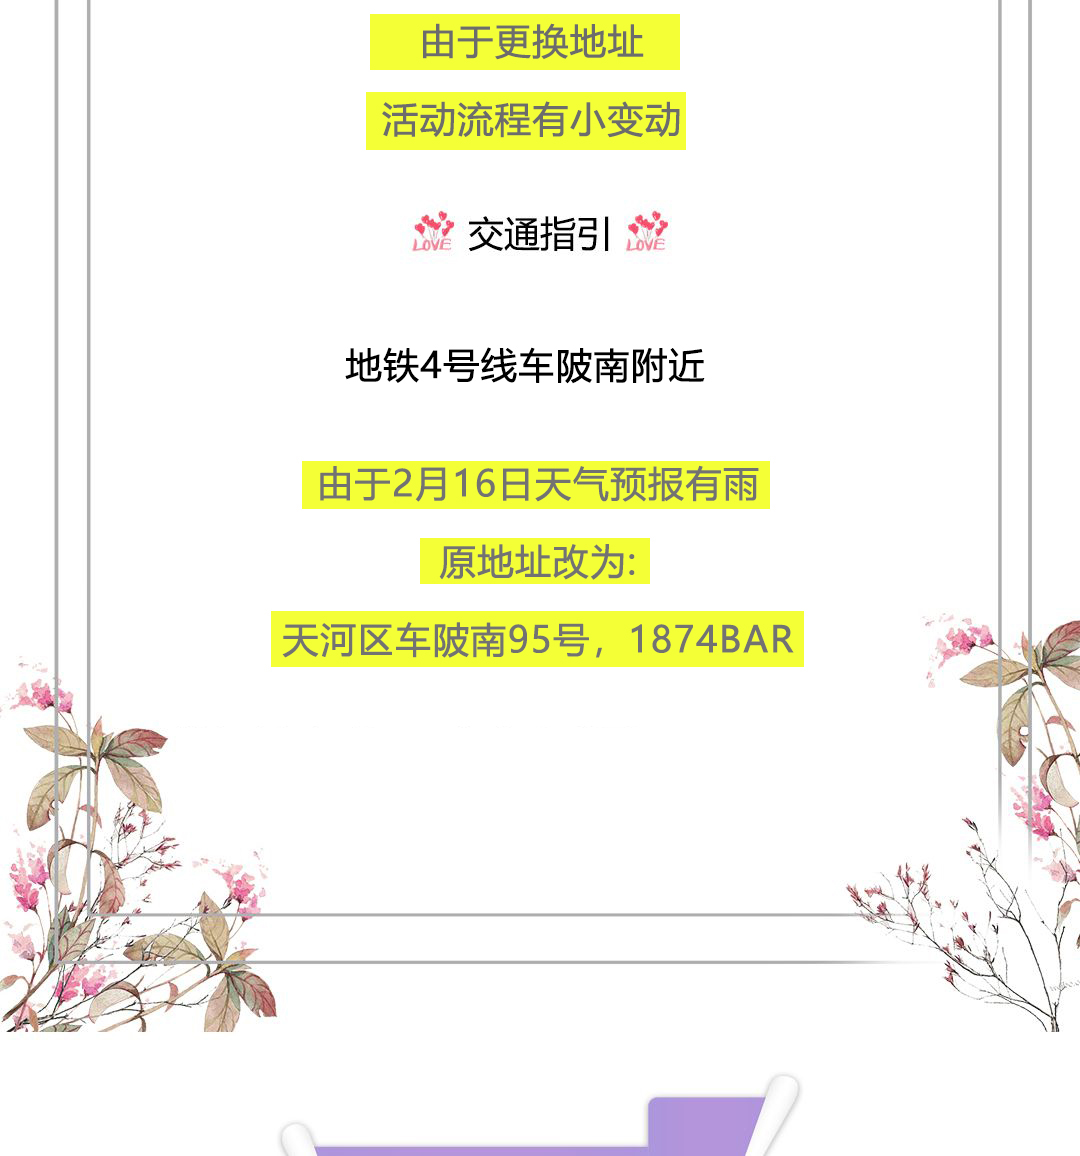 由于更换地址
活动流程有小变动
LOVE 交通指引 LOVE
地铁4号线车陂南附近
由于2月16日天气预报有雨
原地址改为:
天河区车陂南95号，1874BAR